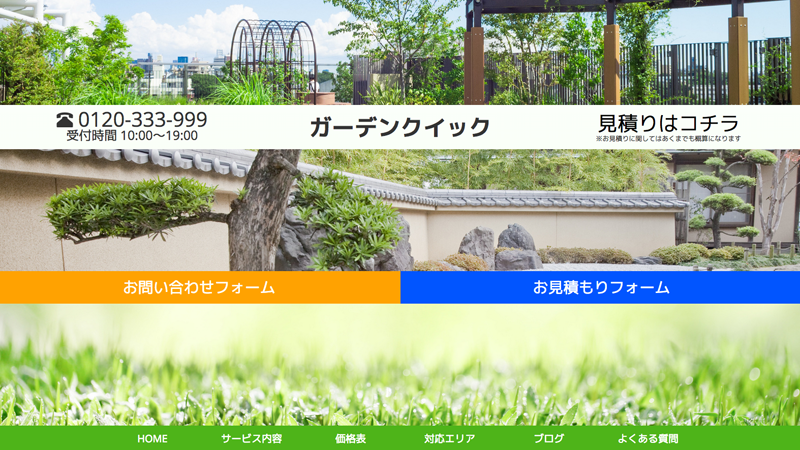 0120-333-999
受付時間 10:00～19:00
ガーデンクイック
見積りはコチラ
※お見積りに関してはあくまでも概算になります
お問い合わせフォーム
お見積もりフォーム
HOME サービス内容 価格表 対応エリア ブログ よくある質問